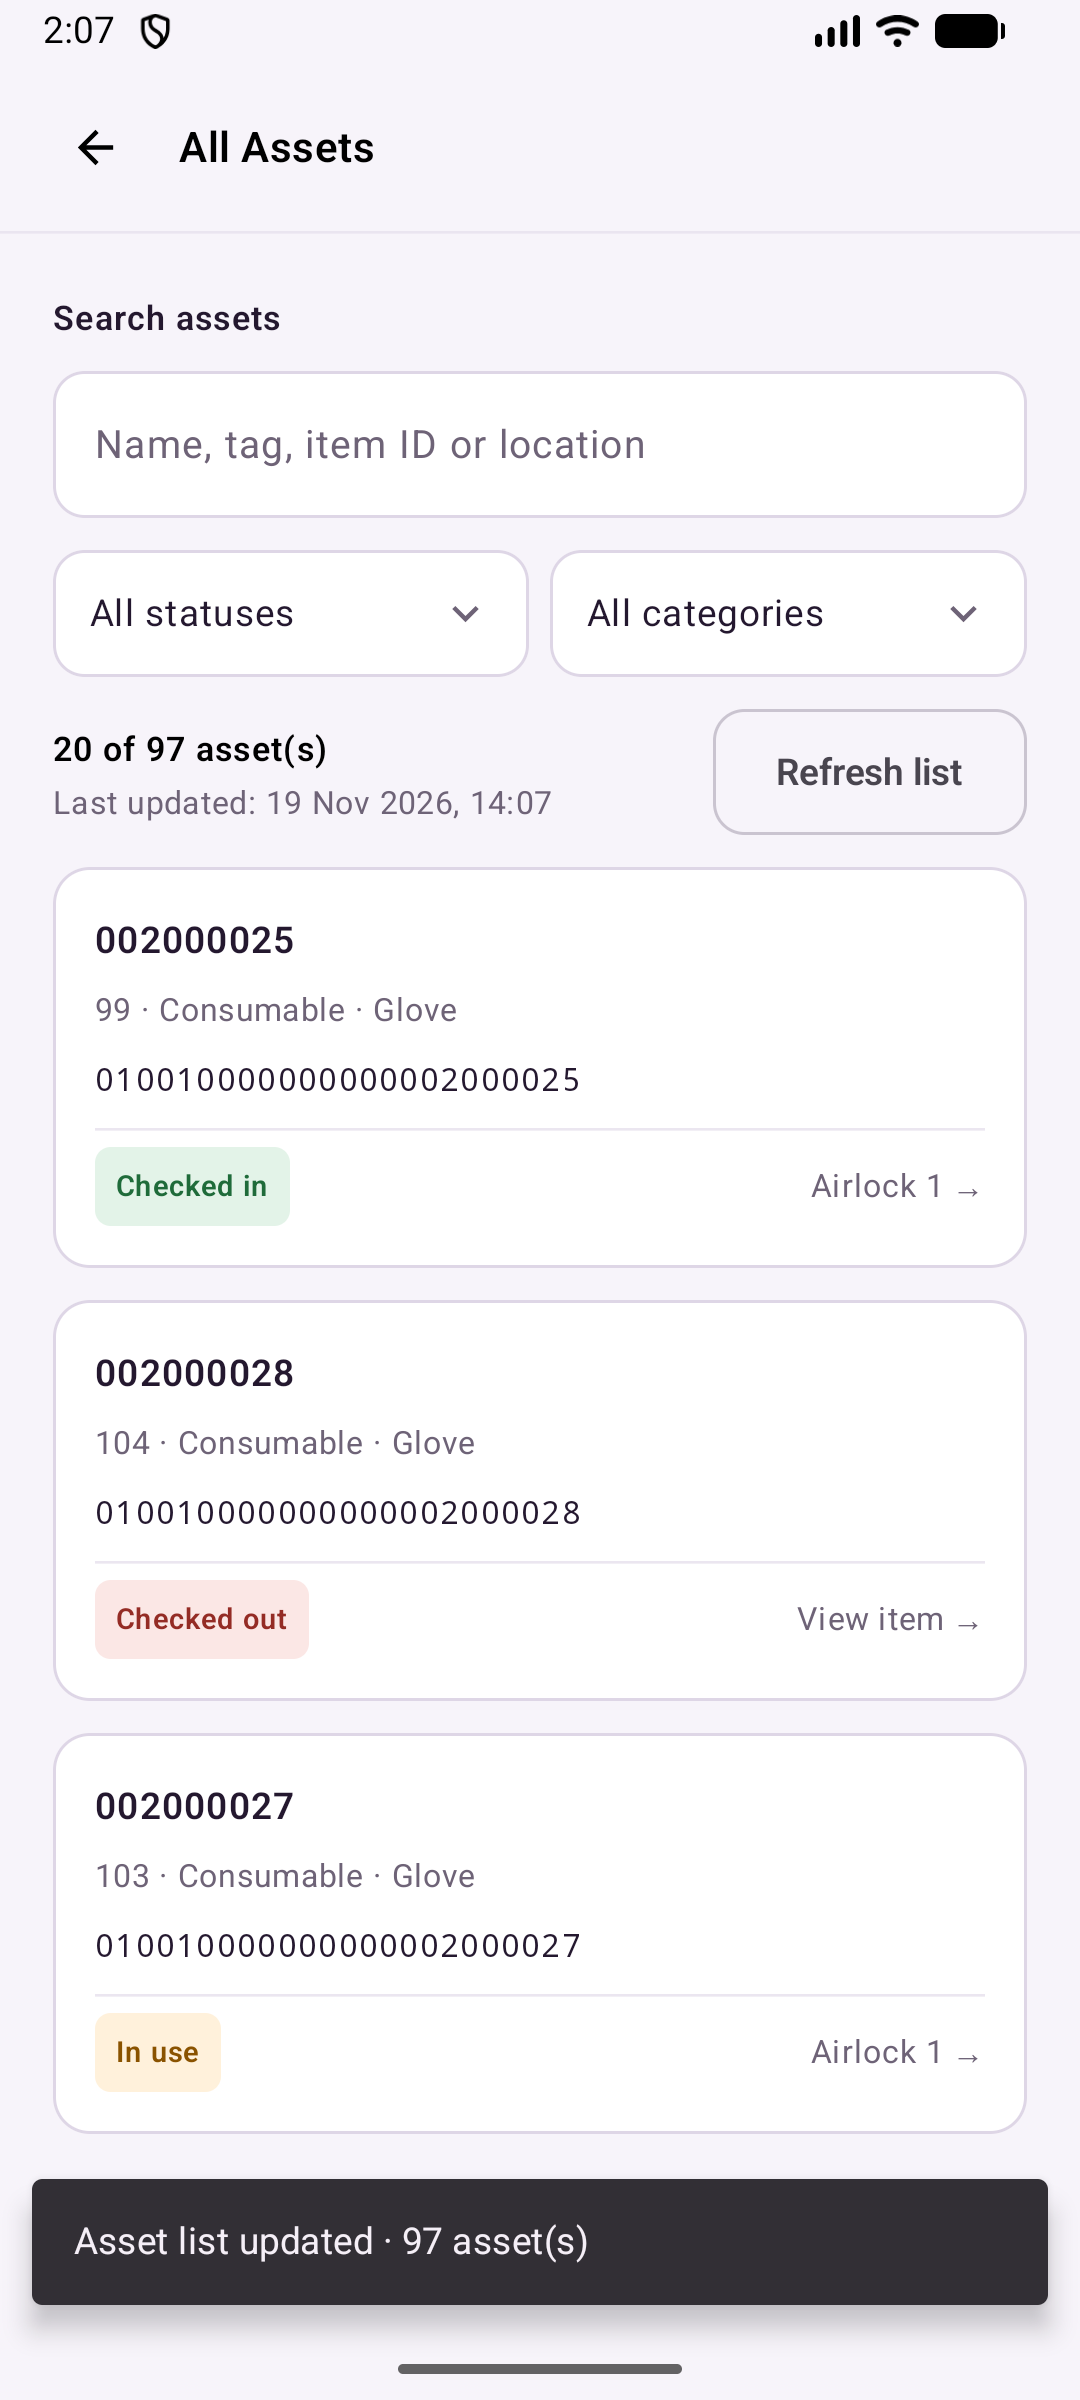 2:07
All Assets
Search assets
Name, tag, item ID or location
All statuses
All categories
20 of 97 asset(s)
Last updated: 19 Nov 2026, 14:07
Refresh list
002000025
99 · Consumable · Glove
010010000000000002000025
Checked in
Airlock 1 →
002000028
104 · Consumable · Glove
010010000000000002000028
Checked out
View item →
002000027
103 · Consumable · Glove
010010000000000002000027
In use
Airlock 1 →
Asset list updated · 97 asset(s)